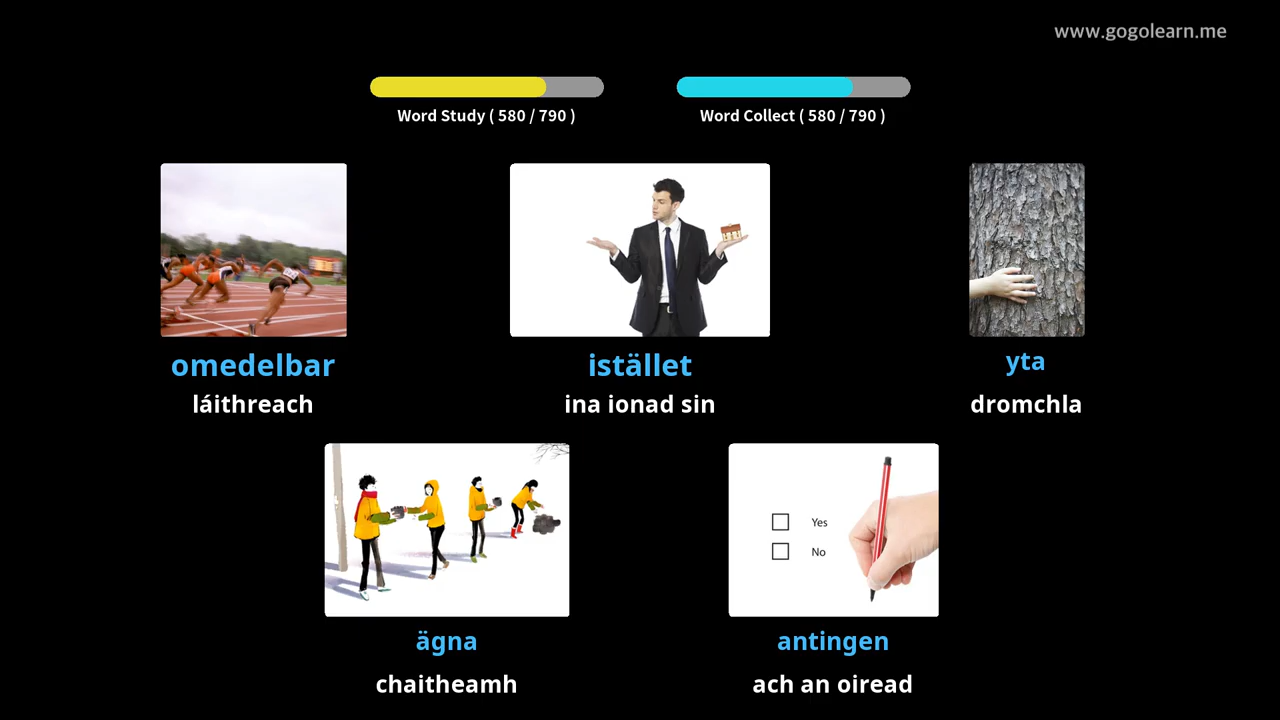 www.gogolearn.me
Word Study ( 580 / 790 )
Word Collect ( 580 / 790 )
omedelbar
láithreach
istället
ina ionad sin
yta
dromchla
Yes
No
ägna
chaitheamh
antingen
ach an oiread